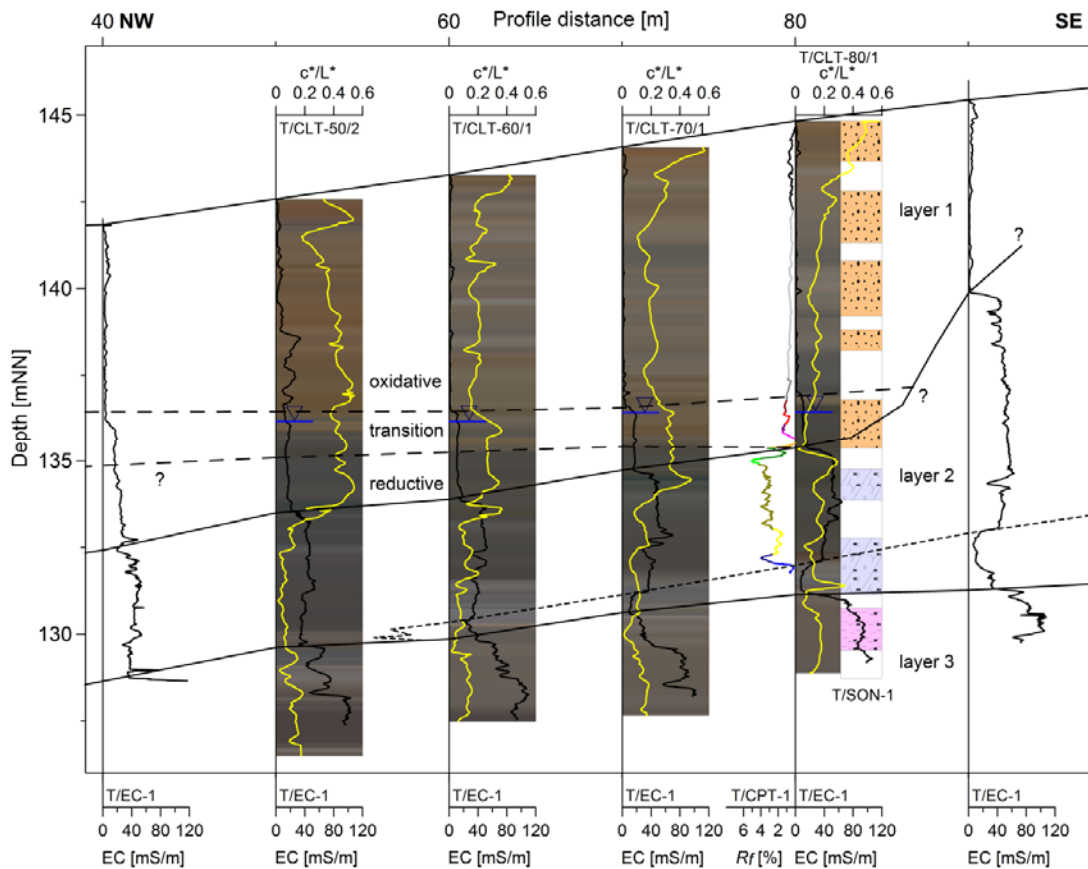 40 NW 60 Profile distance [m] 80 SE
T/CLT-80/1
c*/L* c*/L* c*/L* c*/L*
0 0.2 0.4 0.6 0 0.2 0.4 0.6 0 0.2 0.4 0.6 0 0.2 0.4 0.6
T/CLT-50/2 T/CLT-60/1 T/CLT-70/1
145
layer 1
?
140
oxidative
?
transition
135
?
reductive
layer 2
130
layer 3
Depth [mNN]
T/SON-1
T/EC-1 T/EC-1 T/EC-1 T/EC-1 T/CPT-1 T/EC-1 T/EC-1
0 40 80 120 0 40 80 120 0 40 80 120 0 40 80 120 6 4 2 0 40 80 120 0 40 80 120
EC [mS/m] EC [mS/m] EC [mS/m] EC [mS/m] Rf [%] EC [mS/m] EC [mS/m]